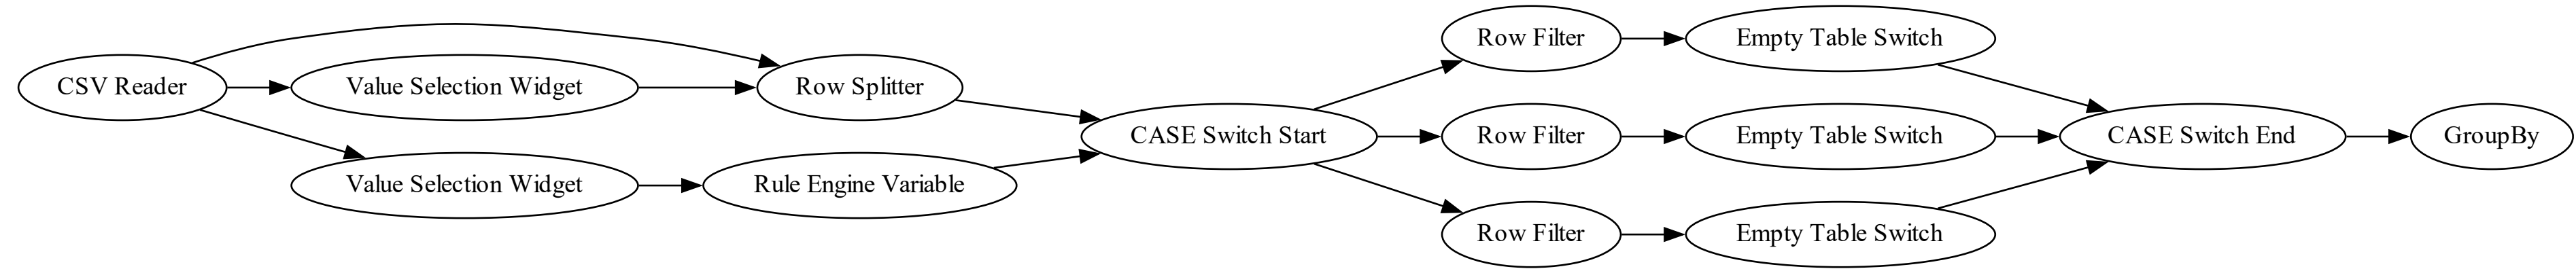 CSV Reader
Value Selection Widget
Value Selection Widget
Row Splitter
Rule Engine Variable
CASE Switch Start
Row Filter
Row Filter
Row Filter
Empty Table Switch
Empty Table Switch
Empty Table Switch
CASE Switch End
GroupBy